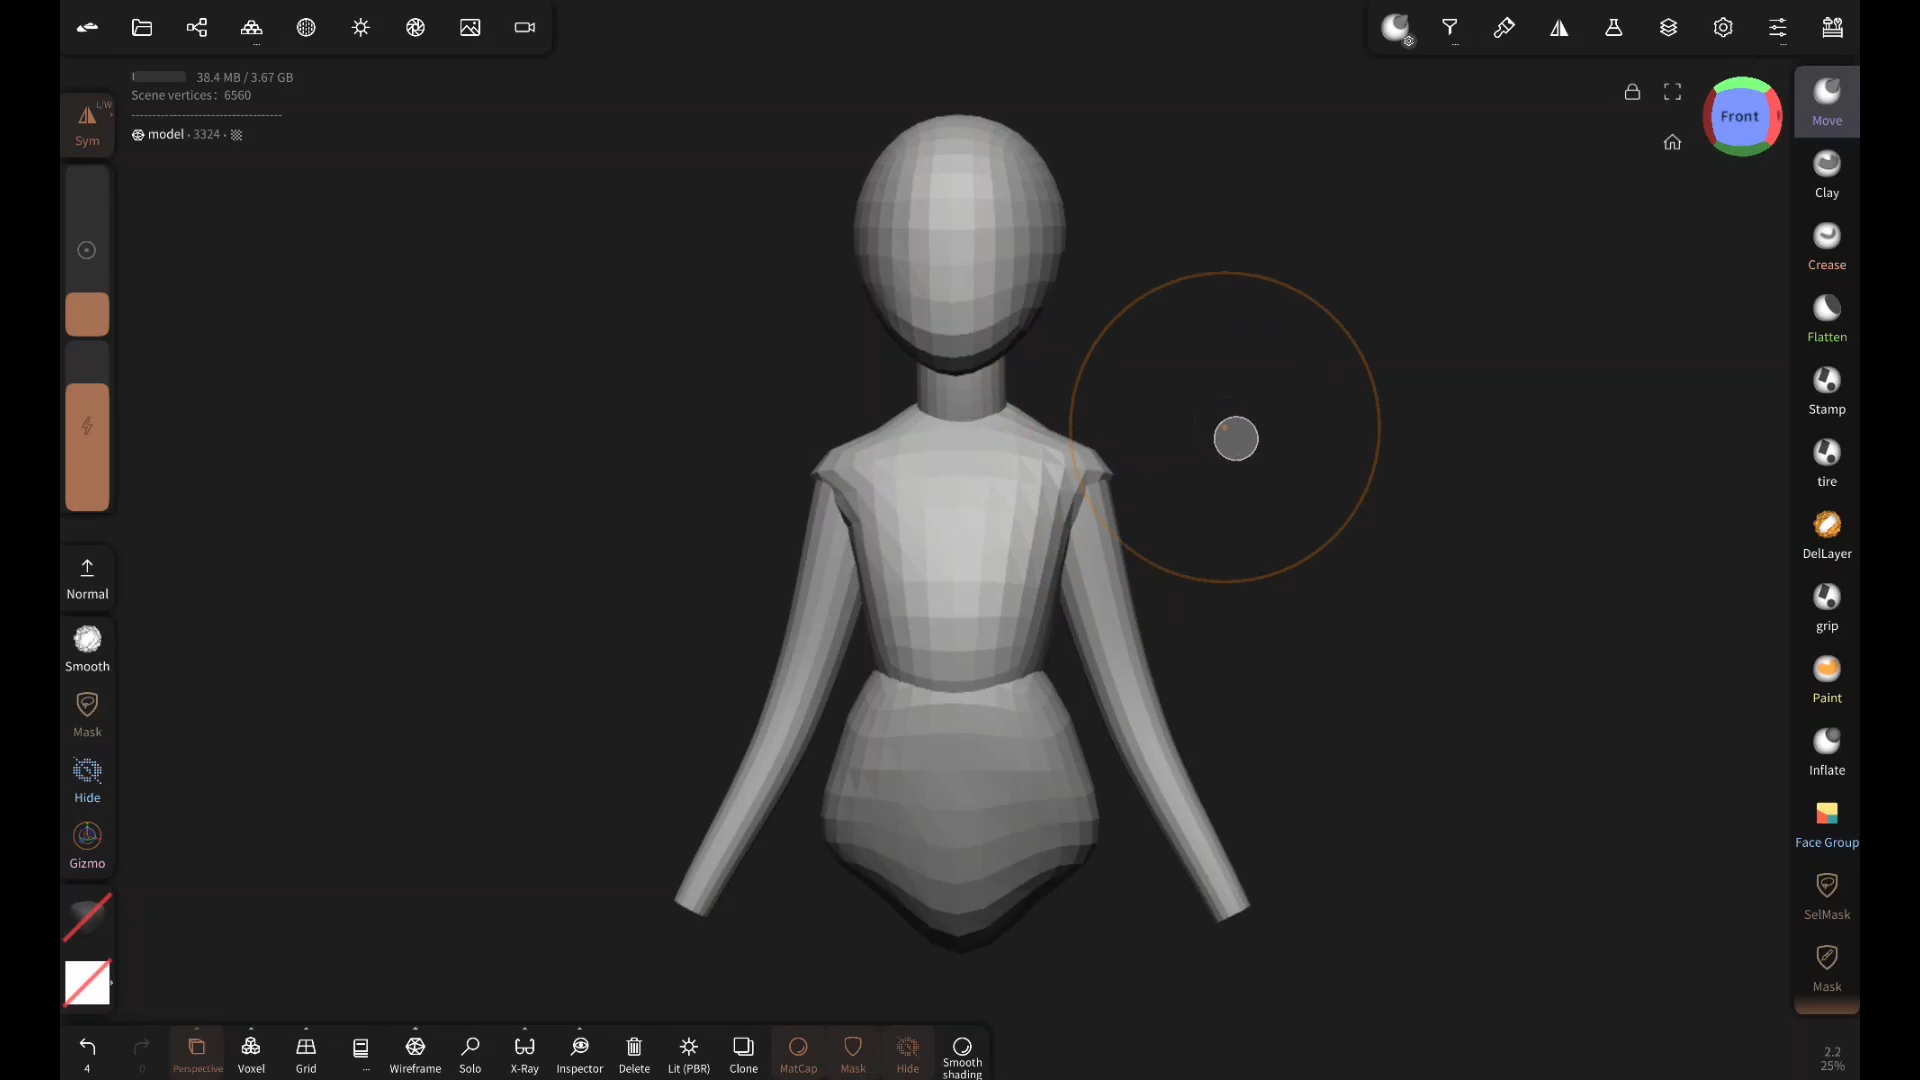 38.4 MB / 3.67 GB
Scene vertices: 6560
model · 3324 ·
L/W
Sym
Normal
Smooth
Mask
Hide
Gizmo
Front
Move
Clay
Crease
Flatten
Stamp
tire
DelLayer
grip
Paint
Inflate
Face Group
SelMask
Mask
4
0
Perspective
Voxel
Grid
...
Wireframe
Solo
X-Ray
Inspector
Delete
Lit (PBR)
Clone
MatCap
Mask
Hide
Smooth
shading
2.2
25%